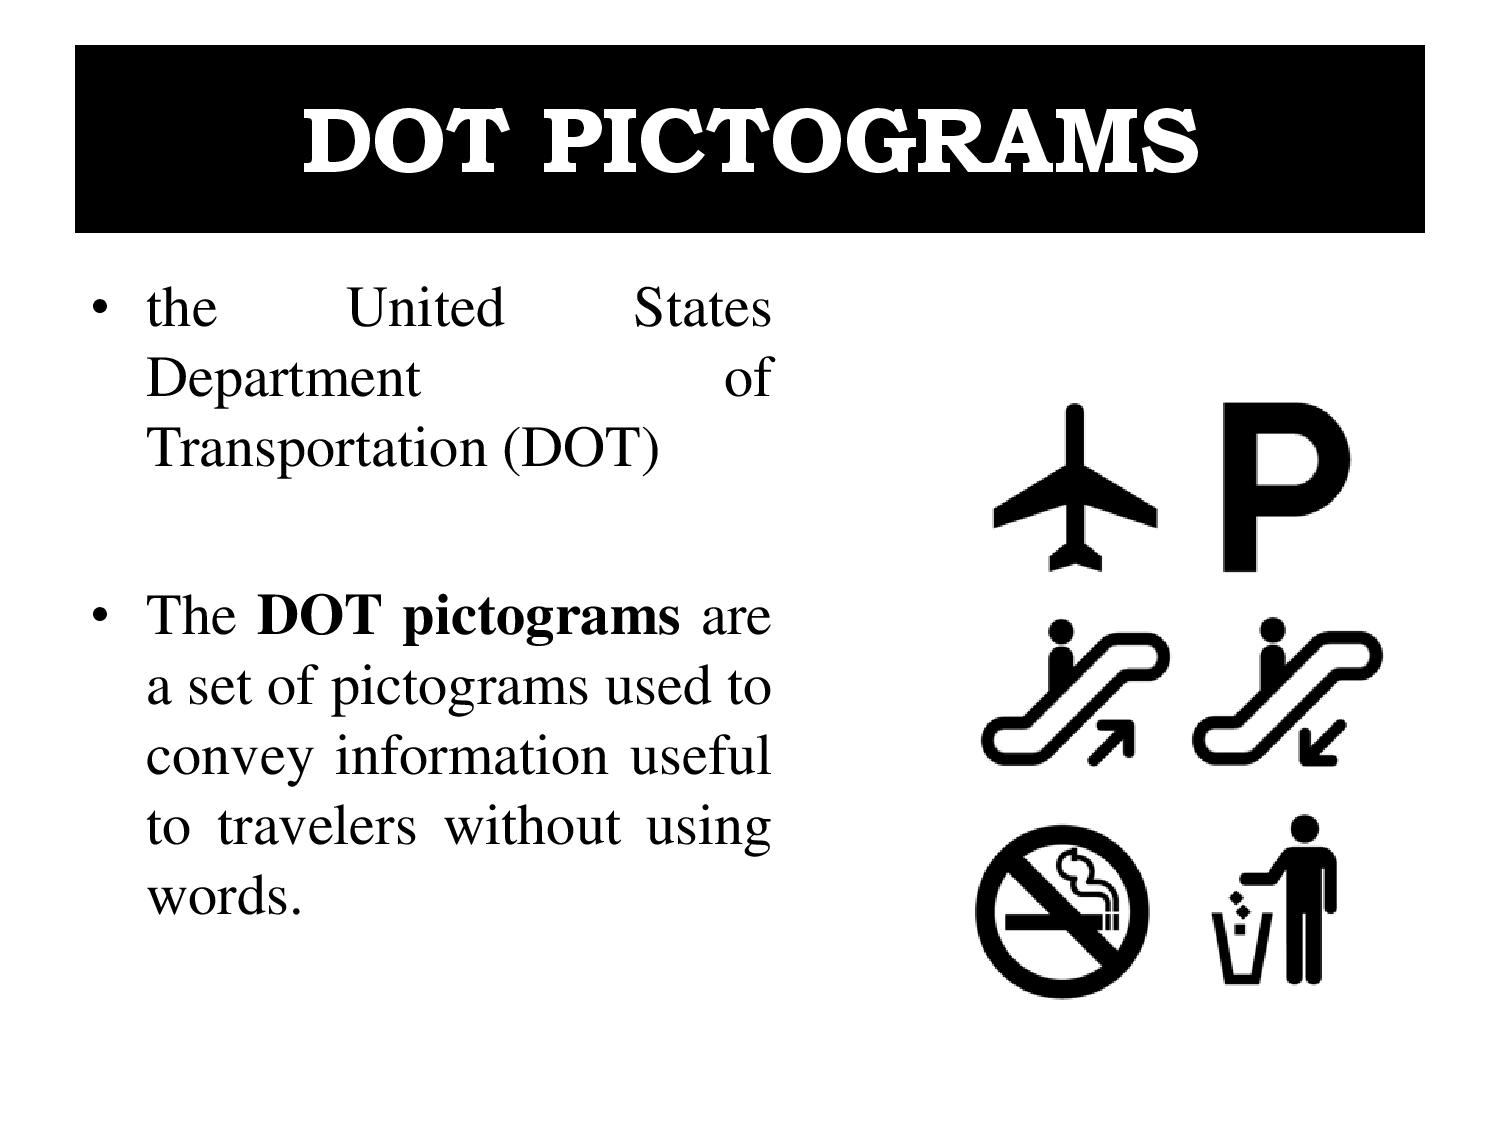 DOT PICTOGRAMS
• the United States
Department of
Transportation (DOT)
• The DOT pictograms are
a set of pictograms used to
convey information useful
to travelers without using
words.
P